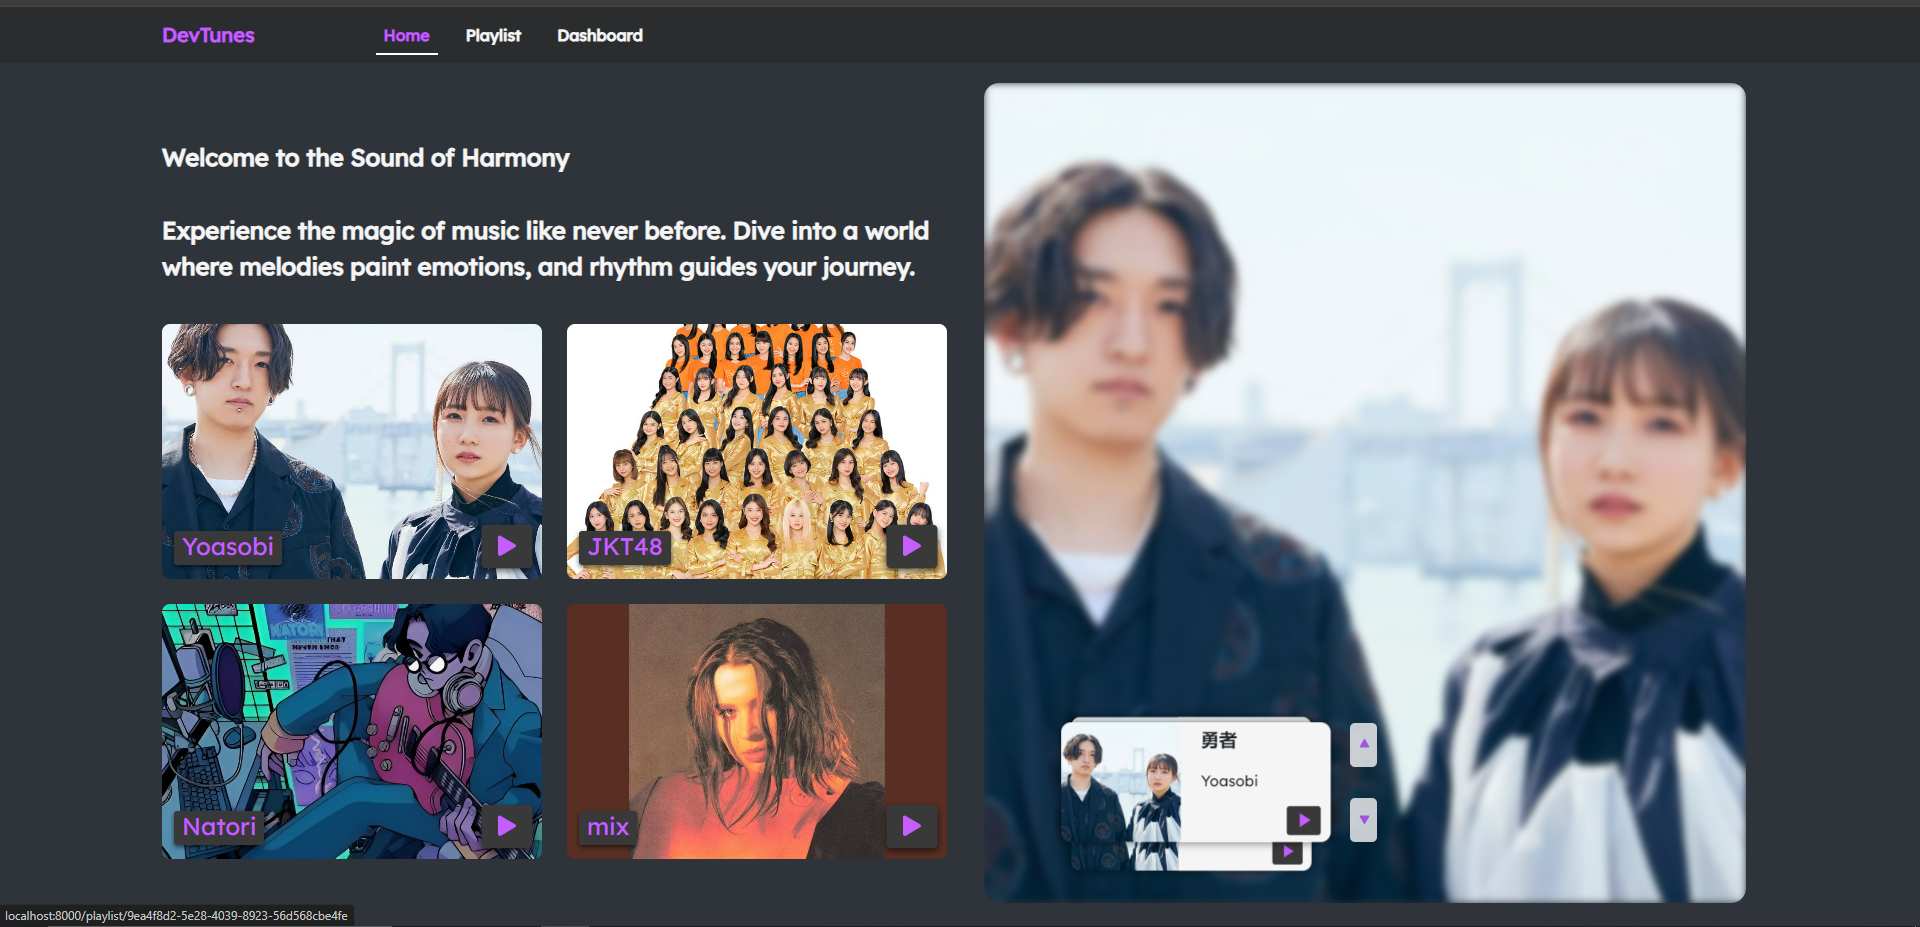 DevTunes
Home Playlist Dashboard
Welcome to the Sound of Harmony
Experience the magic of music like never before. Dive into a world
where melodies paint emotions, and rhythm guides your journey.
Yoasobi
JKT48
NATORI
Natori
mix
勇者
Yoasobi
localhost:8000/playlist/9ea4f8d2-5e28-4039-8923-56d568cbe4fe